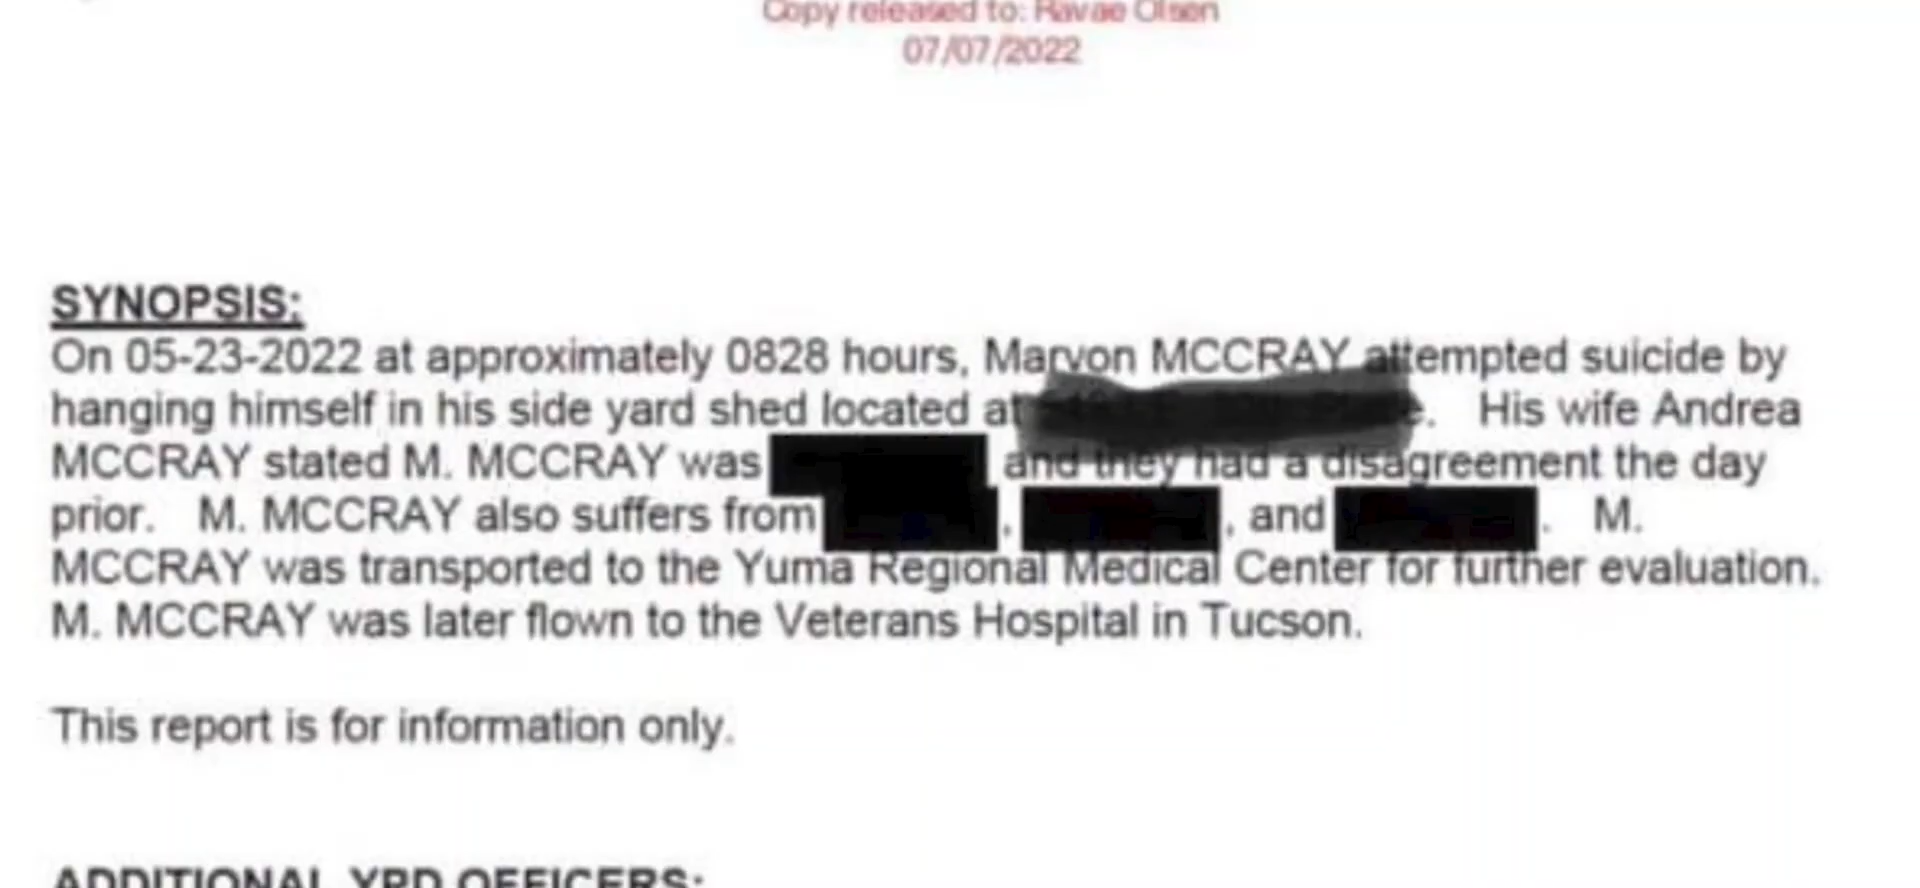 Copy released to: Ravae Olsen
07/07/2022
SYNOPSIS:
On 05-23-2022 at approximately 0828 hours, Marvon MCCRAY attempted suicide by
hanging himself in his side yard shed located at e. His wife Andrea
MCCRAY stated M. MCCRAY was and they had a disagreement the day
prior. M. MCCRAY also suffers from , , and . M.
MCCRAY was transported to the Yuma Regional Medical Center for further evaluation.
M. MCCRAY was later flown to the Veterans Hospital in Tucson.
This report is for information only.
ADDITIONAL YPD OFFICERS: